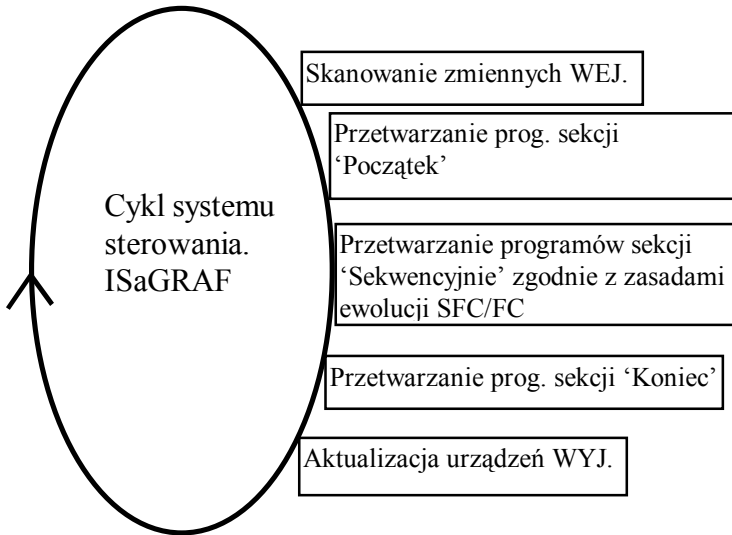 Skanowanie zmiennych WEJ.
Przetwarzanie prog. sekcji
‘Początek’
Cykl systemu
sterowania.
ISaGRAF
Przetwarzanie programów sekcji
‘Sekwencyjnie’ zgodnie z zasadami
ewolucji SFC/FC
Przetwarzanie prog. sekcji ‘Koniec’
Aktualizacja urządzeń WYJ.